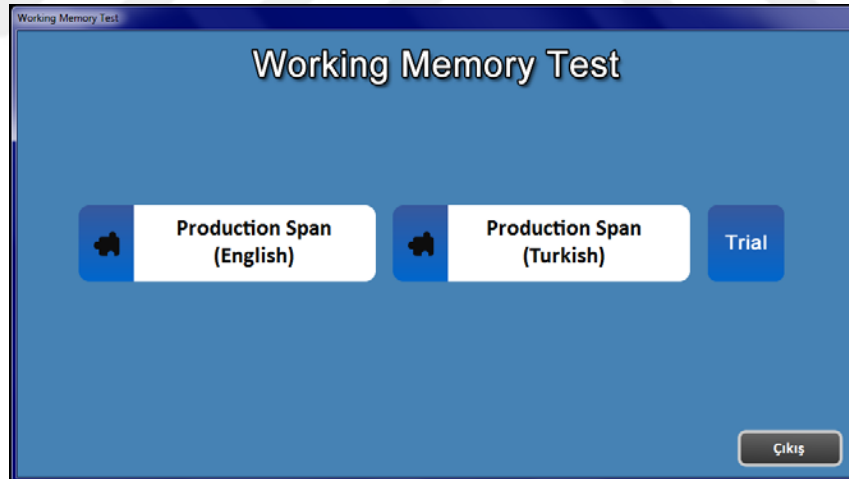 Working Memory Test
Working Memory Test
Production Span
(English)
Production Span
(Turkish)
Trial
Çıkış